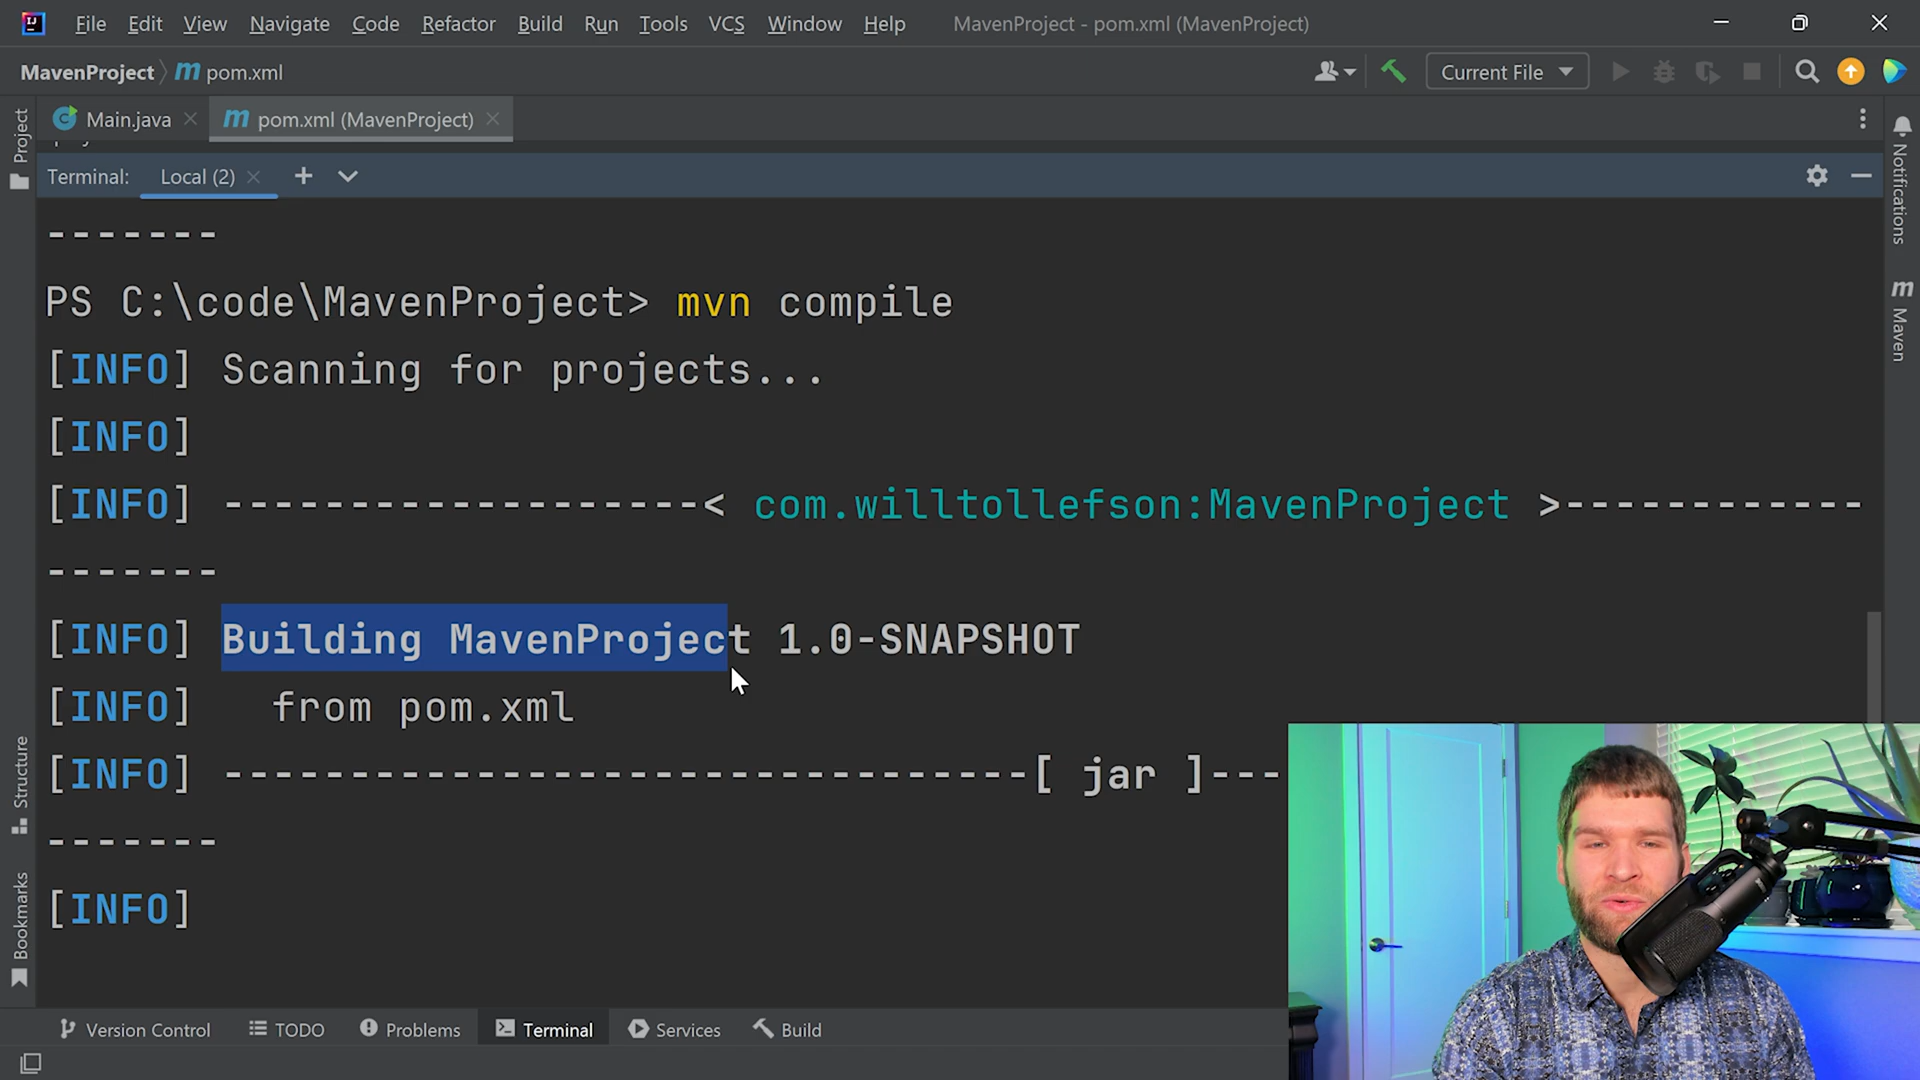 File Edit View Navigate Code Refactor Build Run Tools VCS Window Help MavenProject - pom.xml (MavenProject)
MavenProject m pom.xml Current File
Project
Main.java m pom.xml (MavenProject)
Terminal: Local (2)
-------
PS C:\code\MavenProject> mvn compile
[INFO] Scanning for projects...
[INFO]
[INFO] -------------------< com.willtollefson:MavenProject >------------
-------
[INFO] Building MavenProject 1.0-SNAPSHOT
[INFO]   from pom.xml
[INFO] --------------------------------[ jar ]---
-------
[INFO]
Notifications
m Maven
Structure
Bookmarks
Version Control TODO Problems Terminal Services Build